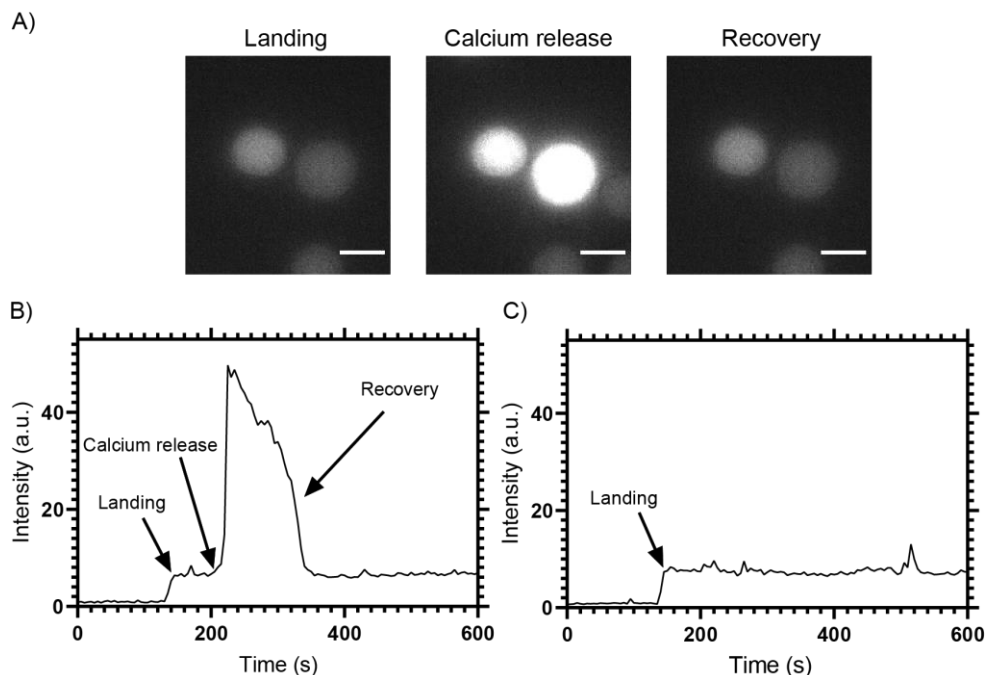 A)
Landing
Calcium release
Recovery
B)
C)
Intensity (a.u.)
40
20
0
Calcium release
Landing
Recovery
0
200
400
600
Time (s)
Intensity (a.u.)
40
20
0
Landing
0
200
400
600
Time (s)